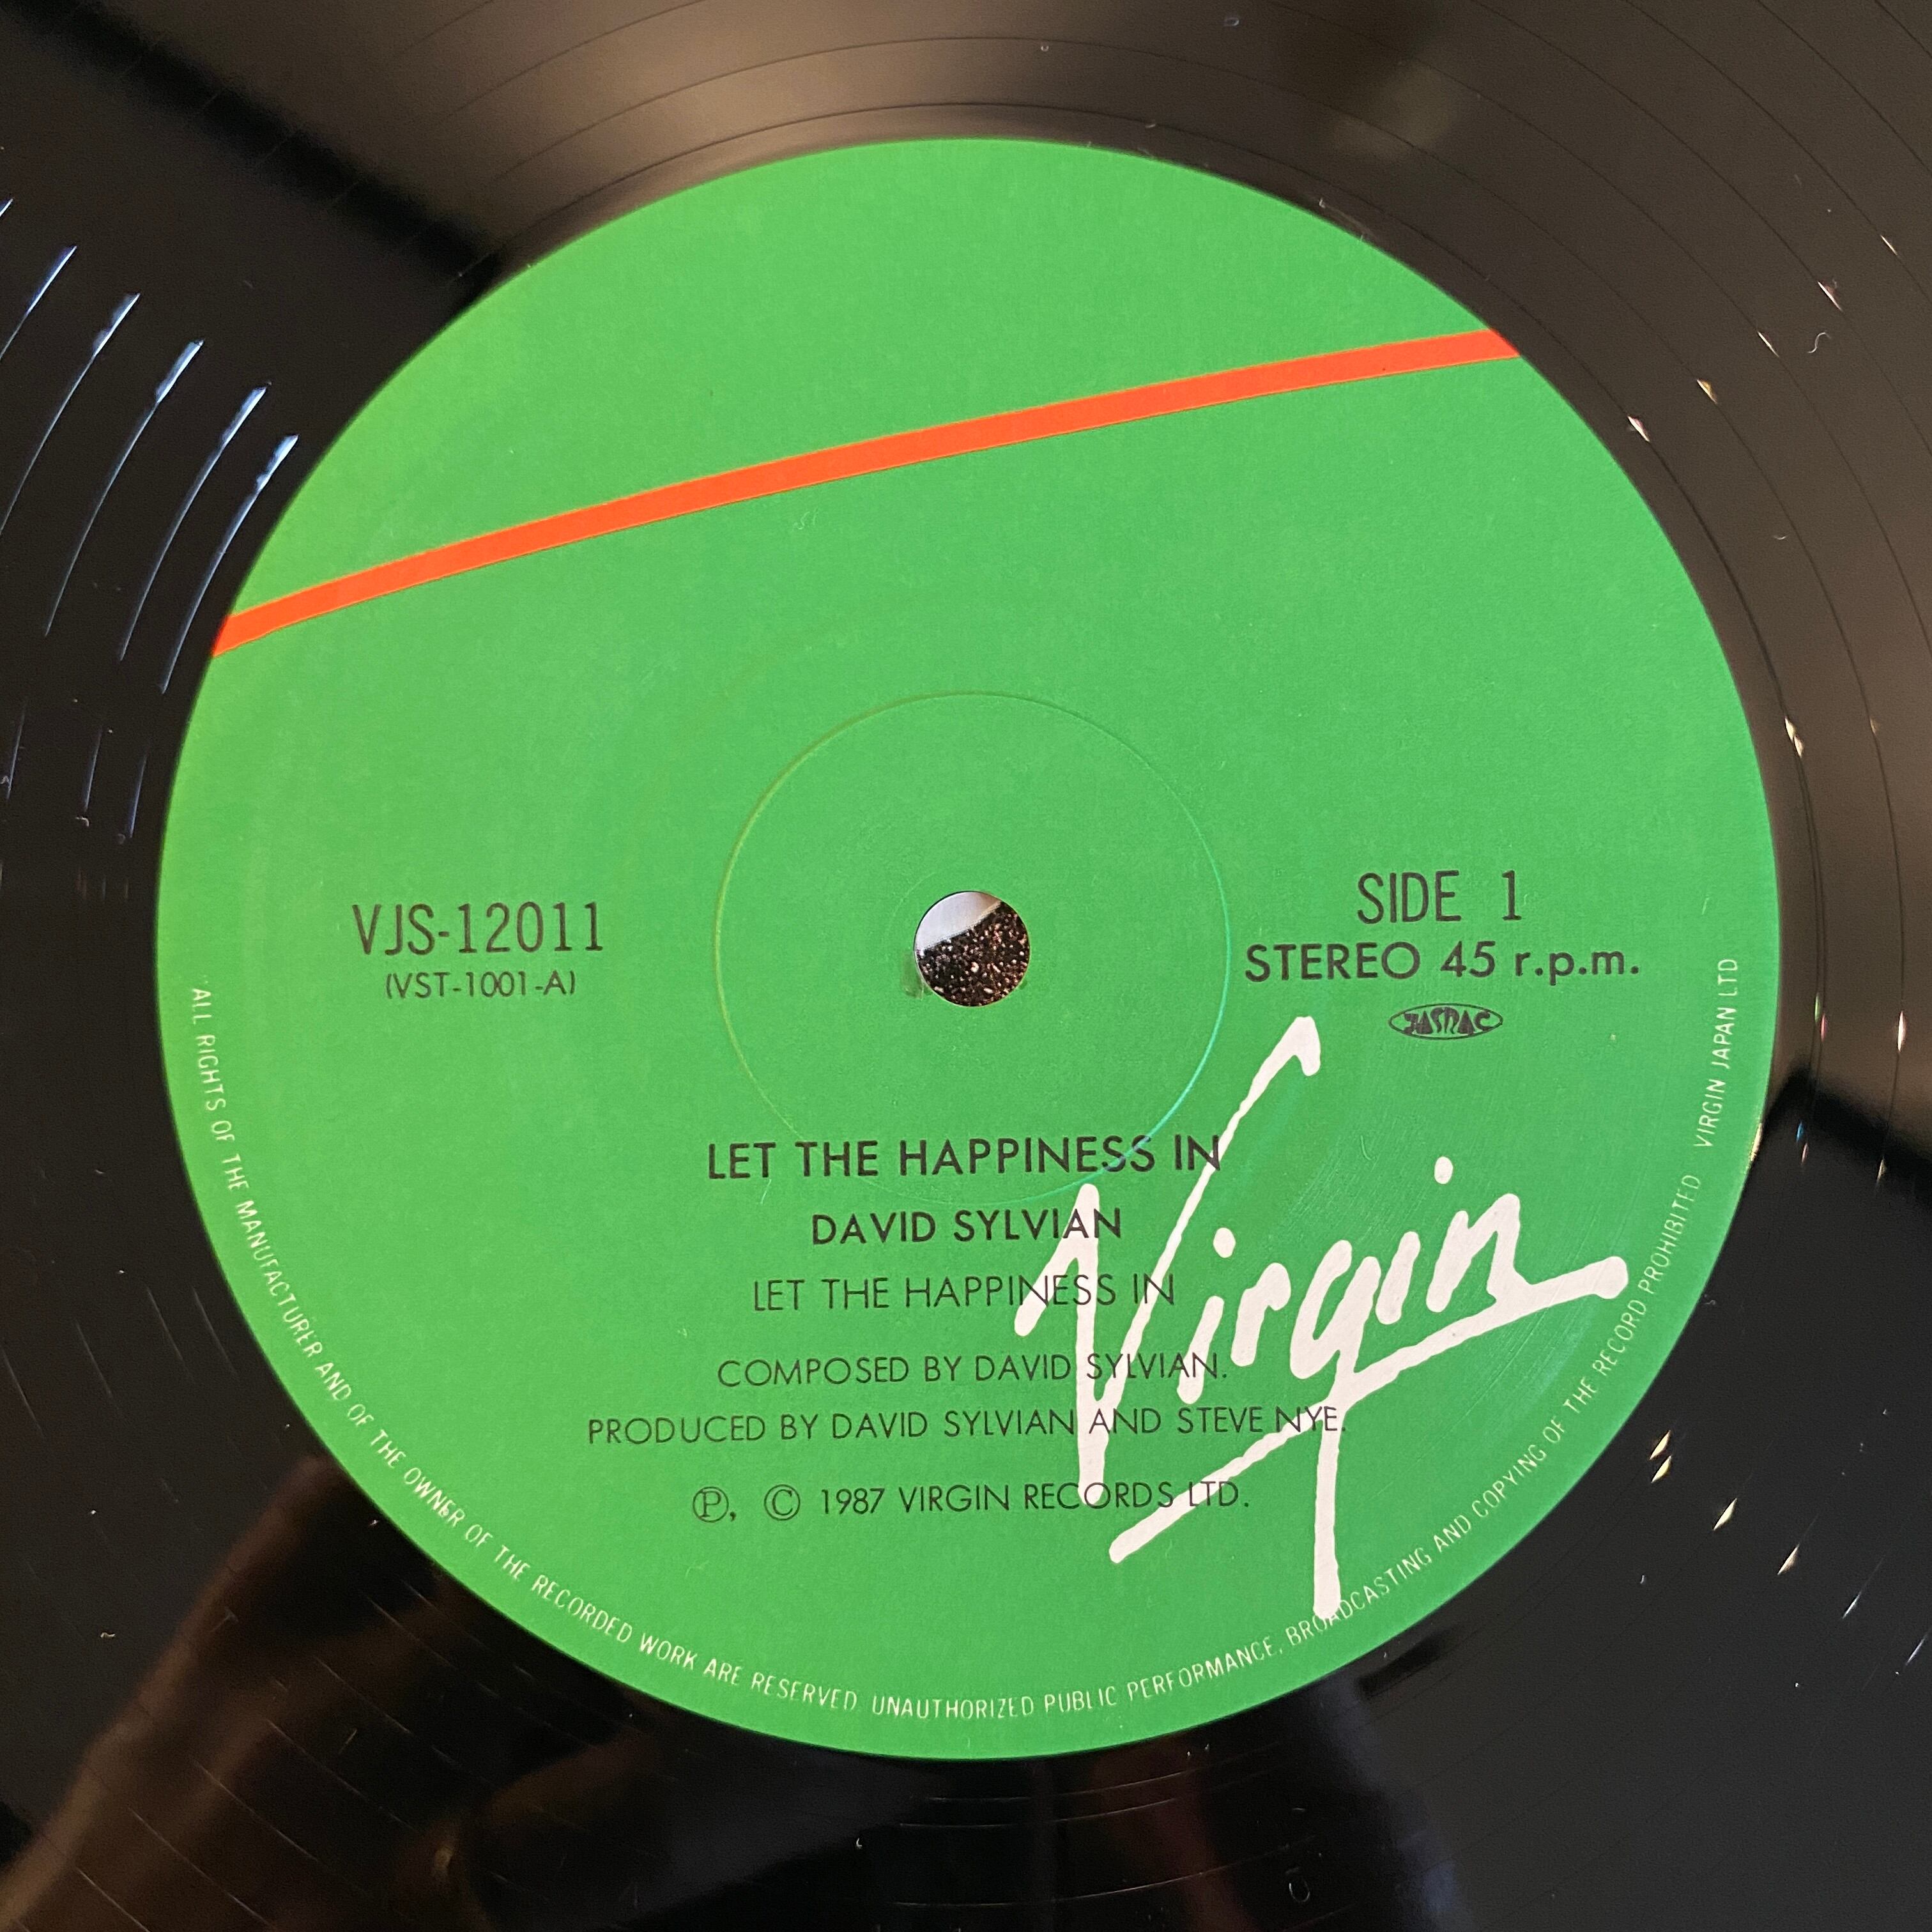 VJS-12011
(VST-1001-A)
SIDE 1
STEREO 45 r.p.m.
JASRAC
LET THE HAPPINESS IN
DAVID SYLVIAN
LET THE HAPPINESS IN
COMPOSED BY DAVID SYLVIAN.
PRODUCED BY DAVID SYLVIAN AND STEVE NYE.
Ⓟ, © 1987 VIRGIN RECORDS LTD.
Virgin
ALL RIGHTS OF THE MANUFACTURER AND OF THE OWNER OF THE RECORDED WORK ARE RESERVED. UNAUTHORIZED PUBLIC PERFORMANCE, BROADCASTING AND COPYING OF THE RECORD PROHIBITED VIRGIN JAPAN LTD